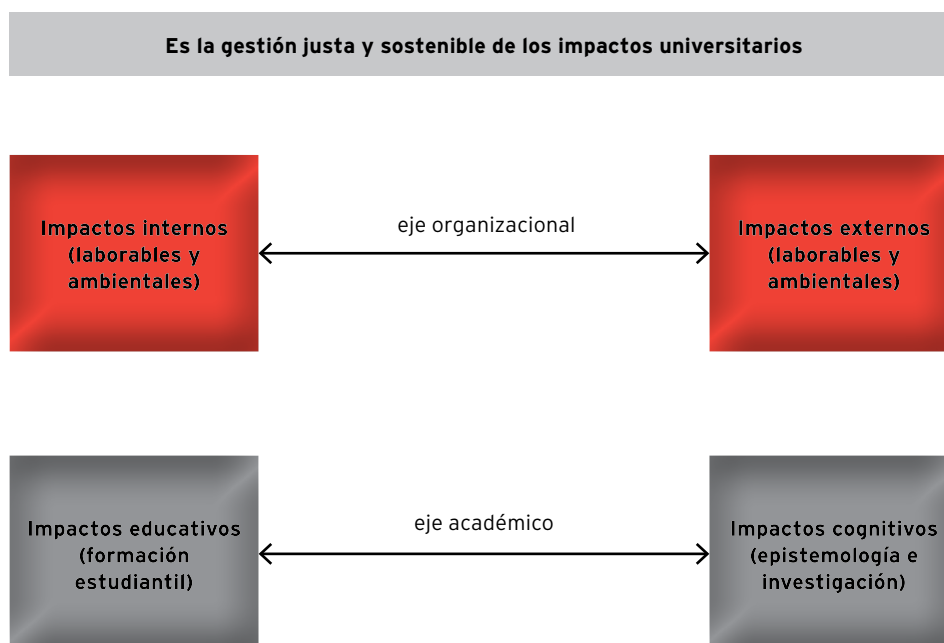 Es la gestión justa y sostenible de los impactos universitarios
Impactos internos
(laborables y
ambientales)
eje organizacional
Impactos externos
(laborables y
ambientales)
Impactos educativos
(formación
estudiantil)
eje académico
Impactos cognitivos
(epistemología e
investigación)